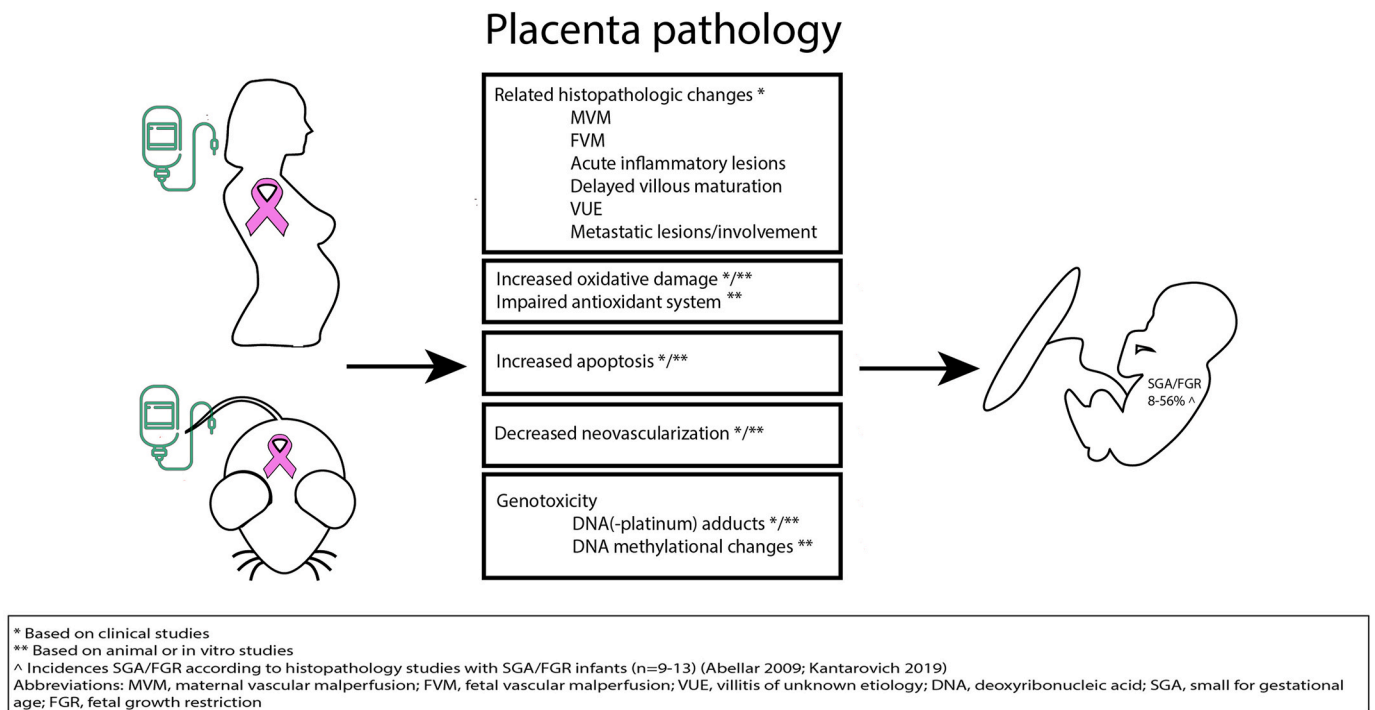 Placenta pathology
Related histopathologic changes *
MVM
FVM
Acute inflammatory lesions
Delayed villous maturation
VUE
Metastatic lesions/involvement
Increased oxidative damage */**
Impaired antioxidant system **
Increased apoptosis */**
Decreased neovascularization */**
Genotoxicity
DNA(-platinum) adducts */**
DNA methylational changes **
SGA/FGR
8-56% ^
* Based on clinical studies
** Based on animal or in vitro studies
^ Incidences SGA/FGR according to histopathology studies with SGA/FGR infants (n=9-13) (Abellar 2009; Kantarovich 2019)
Abbreviations: MVM, maternal vascular malperfusion; FVM, fetal vascular malperfusion; VUE, villitis of unknown etiology; DNA, deoxyribonucleic acid; SGA, small for gestational
age; FGR, fetal growth restriction